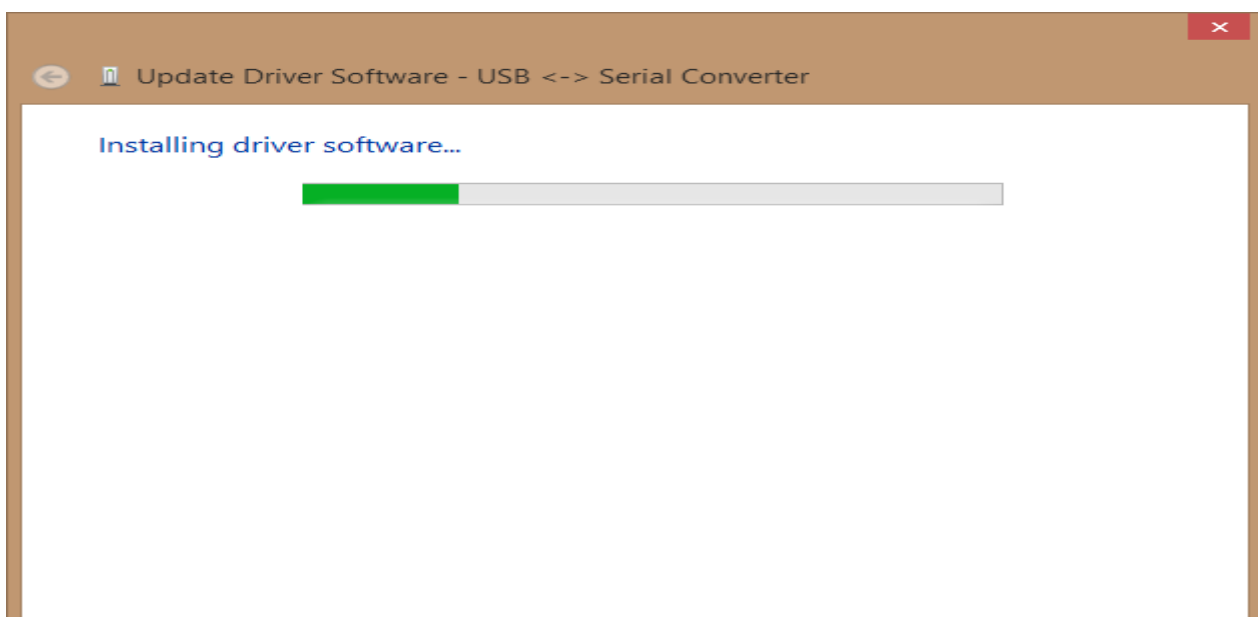 Update Driver Software - USB <-> Serial Converter
Installing driver software...